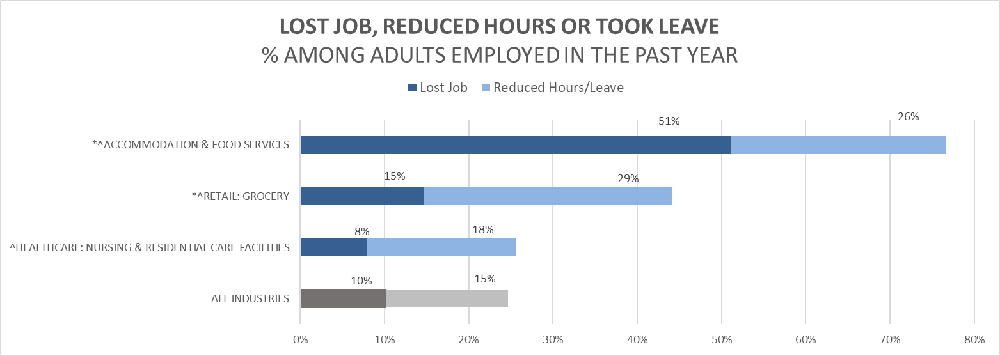 LOST JOB, REDUCED HOURS OR TOOK LEAVE
% AMONG ADULTS EMPLOYED IN THE PAST YEAR
Lost Job Reduced Hours/Leave
51% 26%
*^ACCOMMODATION & FOOD SERVICES
15% 29%
*^RETAIL: GROCERY
8% 18%
^HEALTHCARE: NURSING & RESIDENTIAL CARE FACILITIES
10% 15%
ALL INDUSTRIES
0% 10% 20% 30% 40% 50% 60% 70% 80%